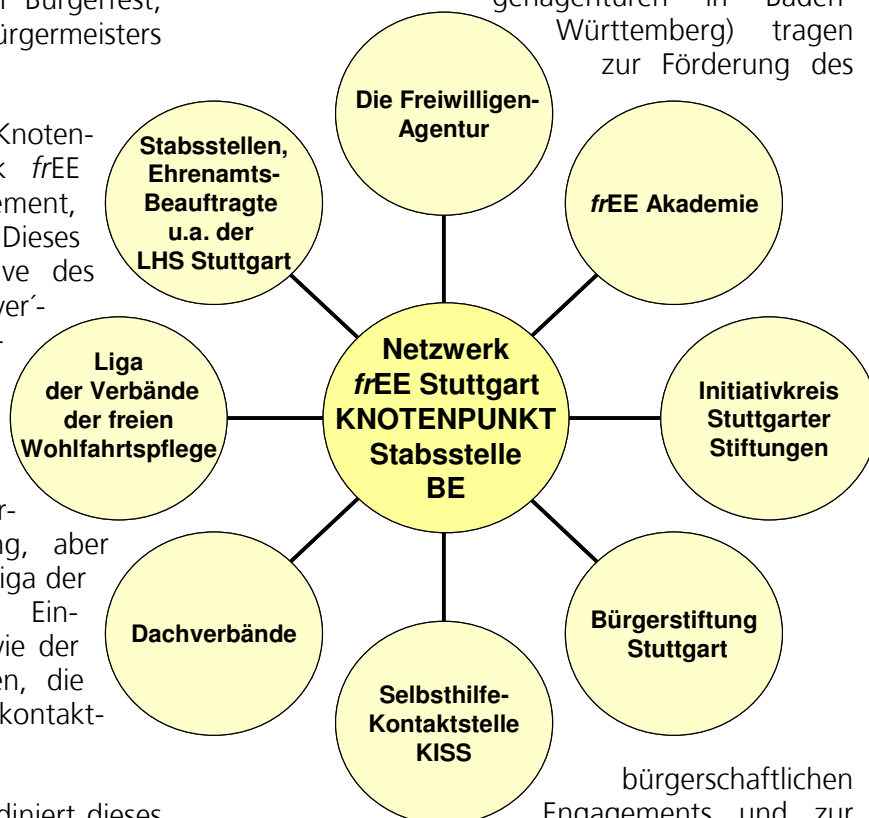 Bürgerfest,
ürgermeisters
genagenturen in Baden-
Württemberg) tragen
zur Förderung des
Knoten-
frEE
ement,
Dieses
ve des
ver´-
-
r-
ng, aber
iga der
Ein-
wie der
en, die
kontakt-
diniert dieses
Die Freiwilligen-
Agentur
Stabsstellen,
Ehrenamts-
Beauftragte
u.a. der
LHS Stuttgart
frEE Akademie
Liga
der Verbände
der freien
Wohlfahrtspflege
Netzwerk
frEE Stuttgart
KNOTENPUNKT
Stabsstelle
BE
Initiativkreis
Stuttgarter
Stiftungen
Dachverbände
Bürgerstiftung
Stuttgart
Selbsthilfe-
Kontaktstelle
KISS
bürgerschaftlichen
Engagements und zur